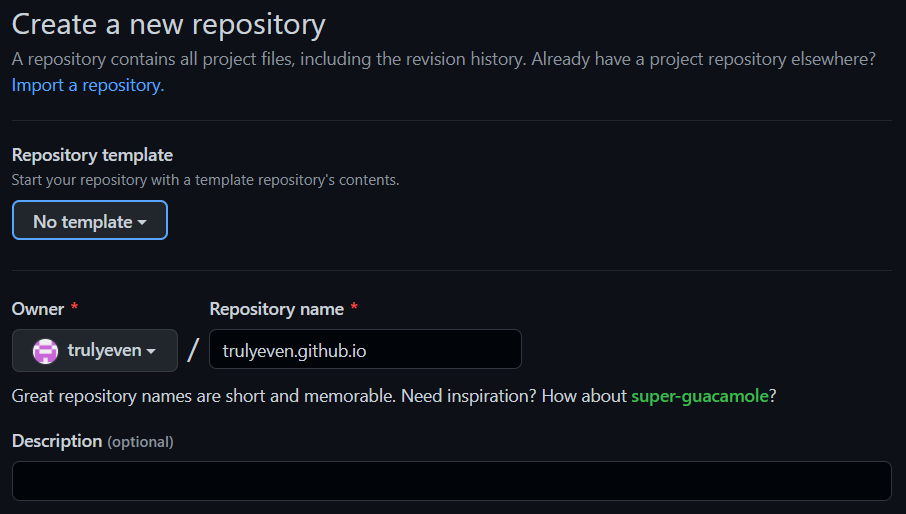 Create a new repository
A repository contains all project files, including the revision history. Already have a project repository elsewhere?
Import a repository.
Repository template
Start your repository with a template repository's contents.
No template
Owner * Repository name *
trulyeven / trulyeven.github.io
Great repository names are short and memorable. Need inspiration? How about super-guacamole?
Description (optional)